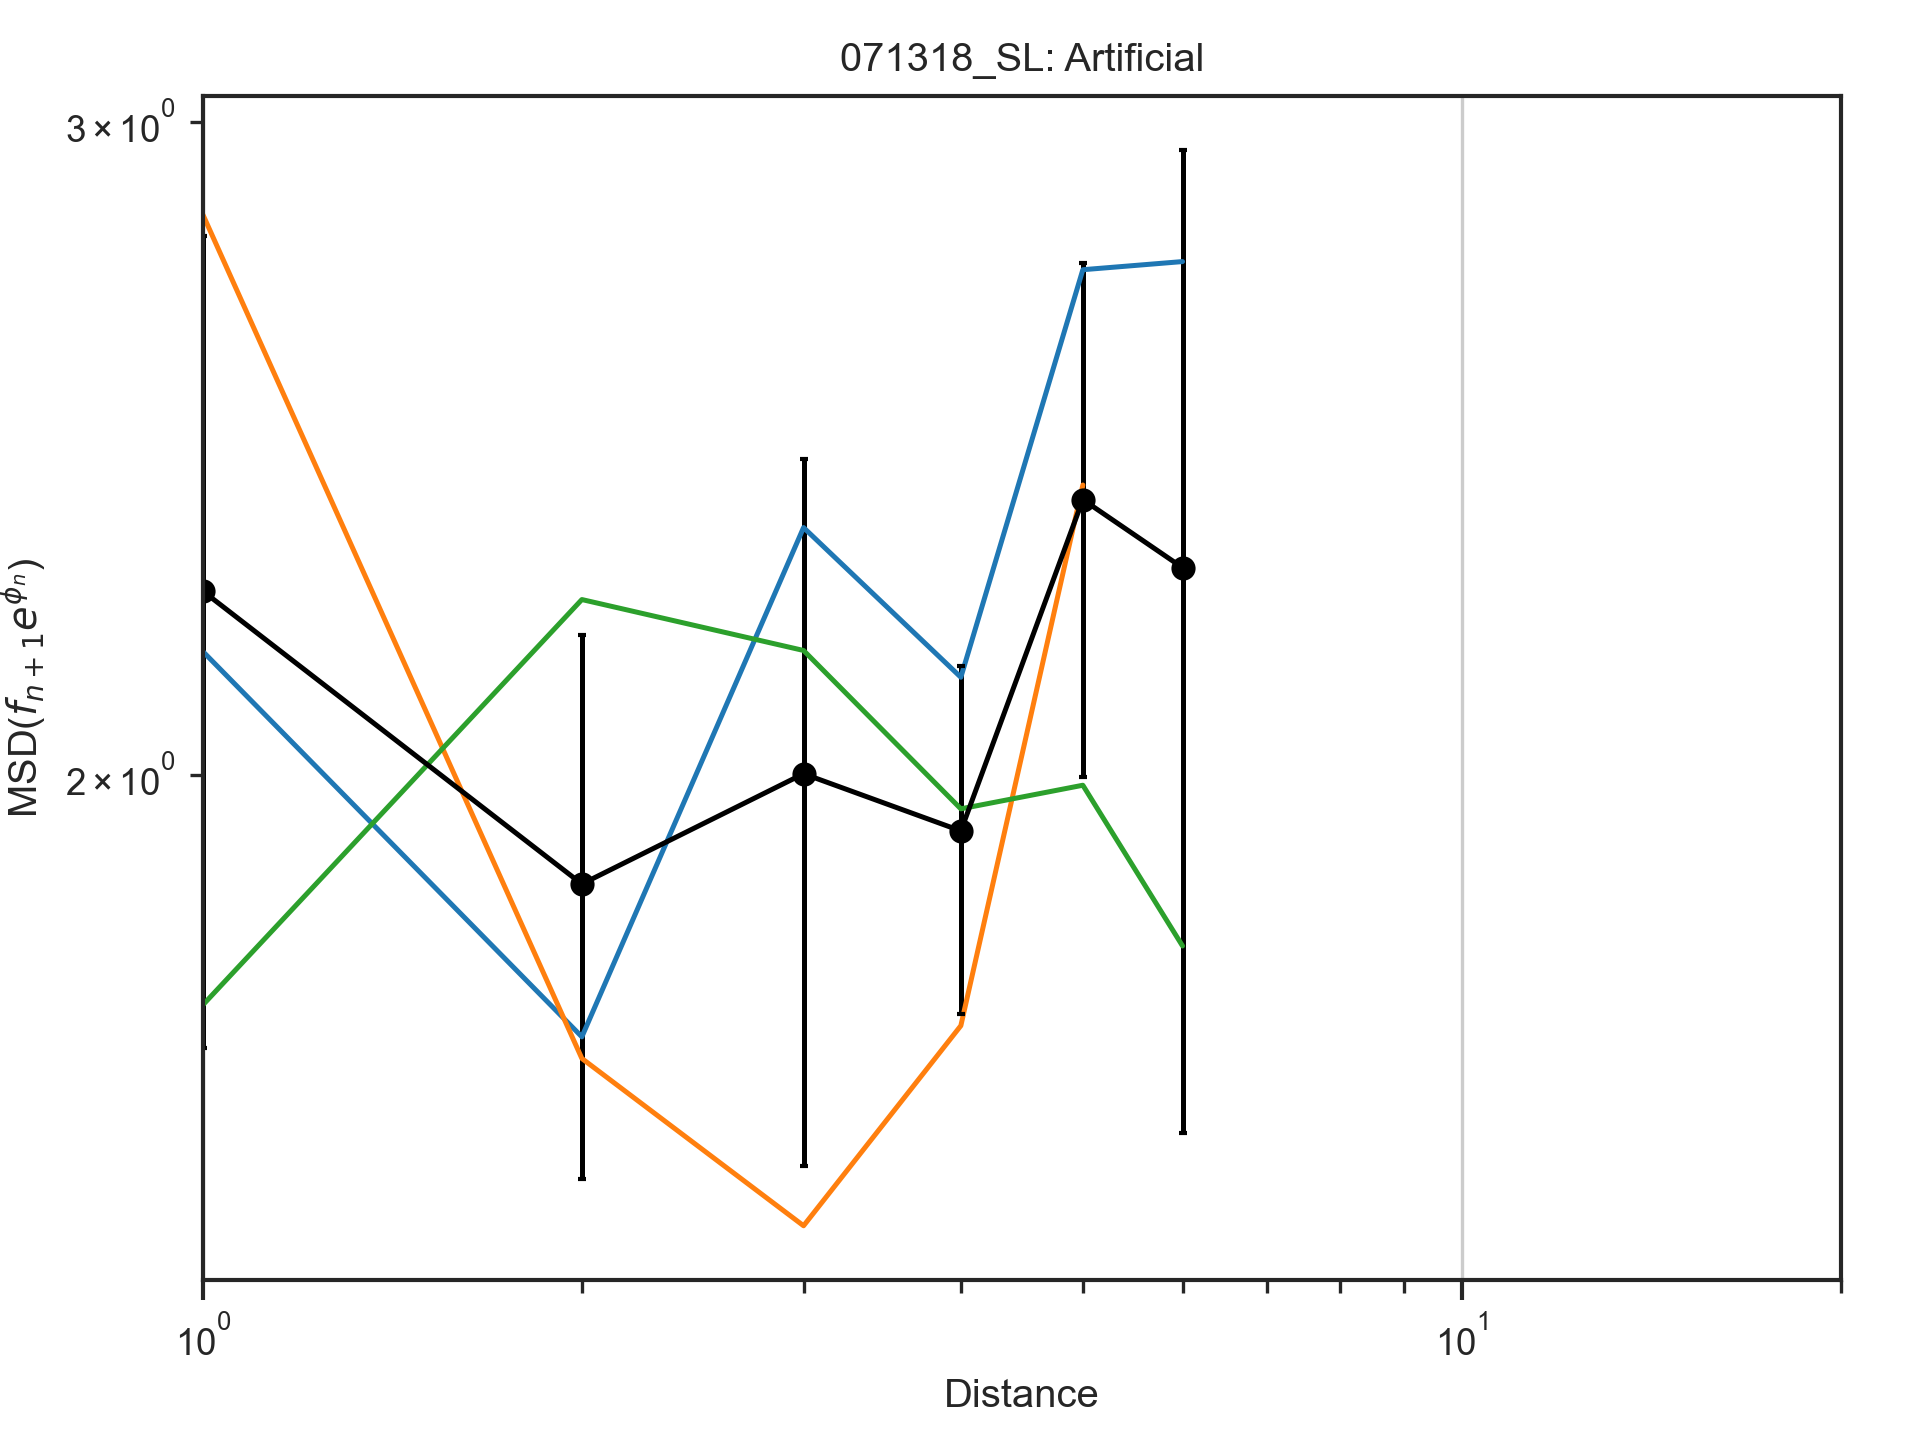 071318_SL: Artificial
3 × 10⁰
2 × 10⁰
MSD(fₙ₊₁e^ϕₙ)
10⁰ 10¹
Distance